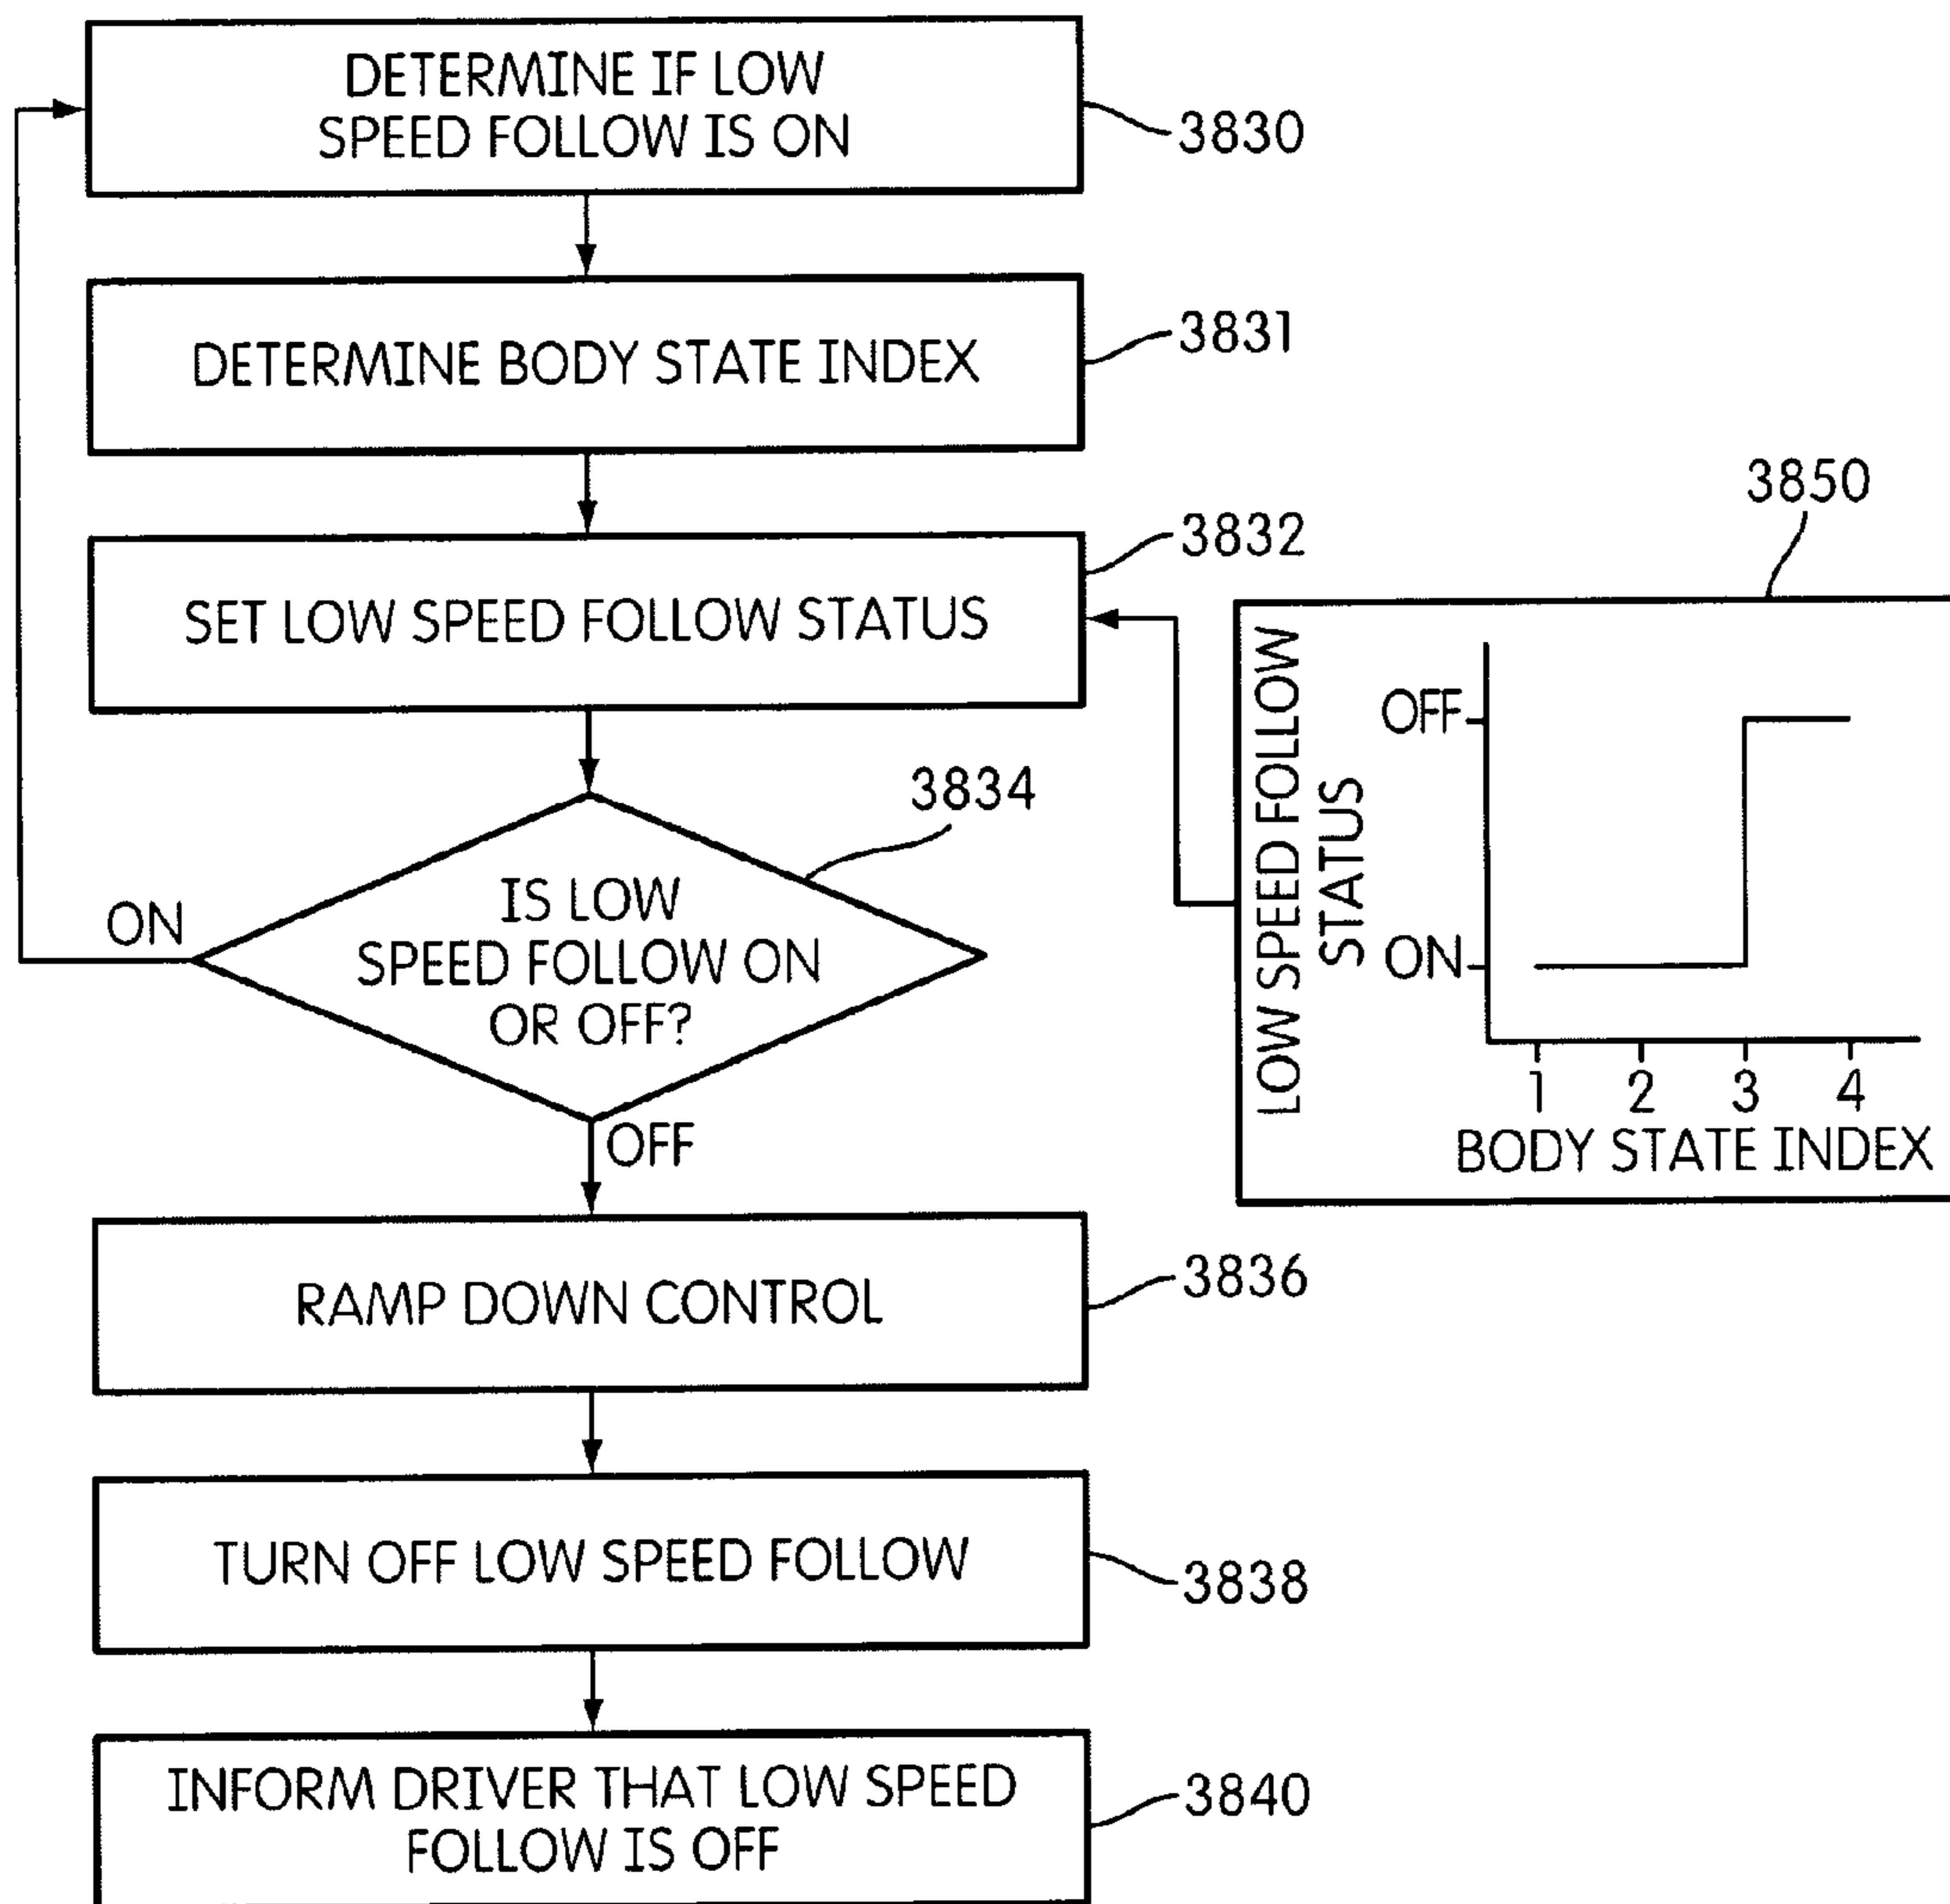 DETERMINE IF LOW
SPEED FOLLOW IS ON
3830
DETERMINE BODY STATE INDEX
3831
SET LOW SPEED FOLLOW STATUS
3832
3850
LOW SPEED FOLLOW
STATUS
OFF
ON
1 2 3 4
BODY STATE INDEX
3834
IS LOW
SPEED FOLLOW ON
OR OFF?
ON
OFF
RAMP DOWN CONTROL
3836
TURN OFF LOW SPEED FOLLOW
3838
INFORM DRIVER THAT LOW SPEED
FOLLOW IS OFF
3840